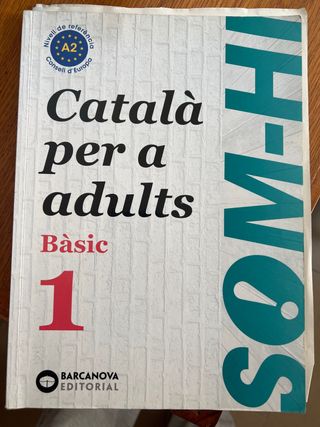 Nivell de referència
A2
Consell d'Europa
Català
per a
adults
Bàsic
1
SOM-HI
BARCANOVA
EDITORIAL